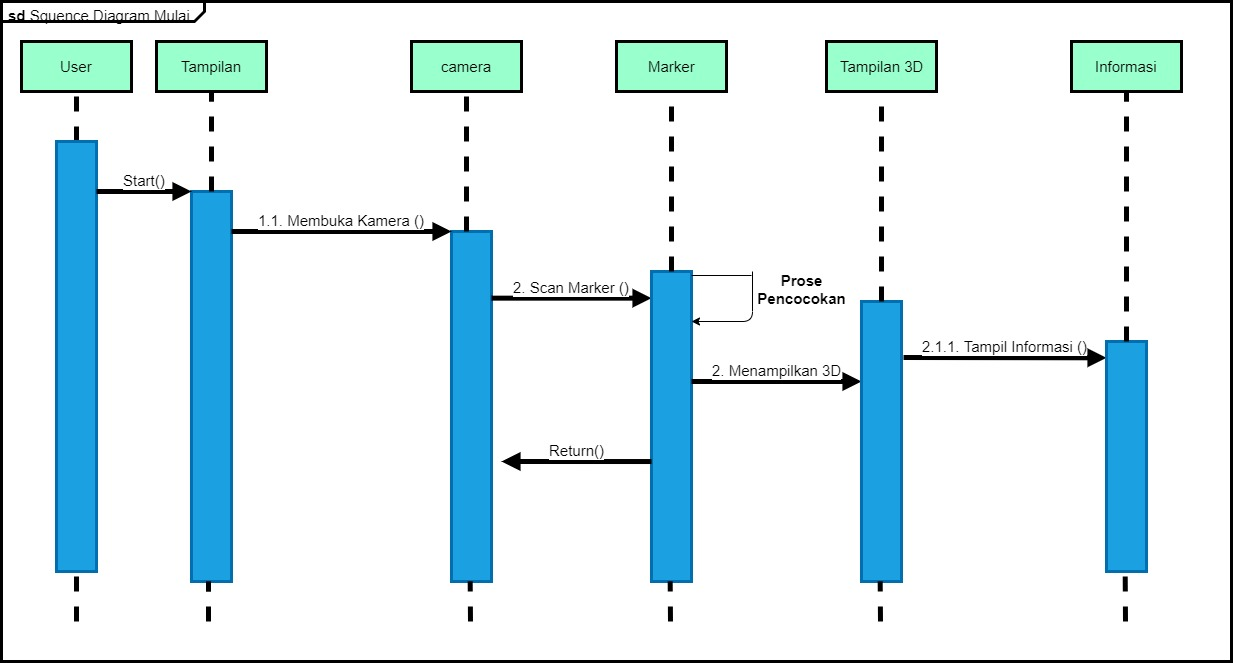 sd Squence Diagram Mulai
User
Tampilan
camera
Marker
Tampilan 3D
Informasi
Start()
1.1. Membuka Kamera ()
2. Scan Marker ()
Prose
Pencocokan
2.1.1. Tampil Informasi ()
2. Menampilkan 3D
Return()